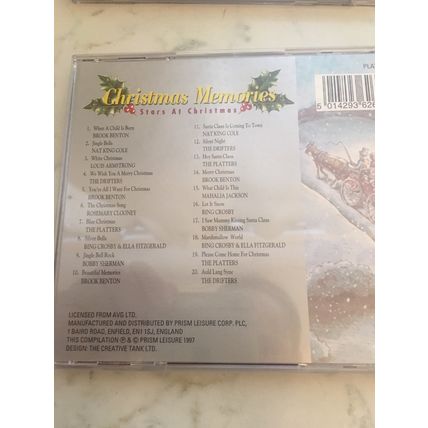 Christmas Memories
Stars At Christmas
1. When A Child Is Born
BROOK BENTON
2. Jingle Bells
NAT KING COLE
3. White Christmas
LOUIS ARMSTRONG
4. We Wish You A Merry Christmas
THE DRIFTERS
5. You're All I Want For Christmas
BROOK BENTON
6. The Christmas Song
ROSEMARY CLOONEY
7. Blue Christmas
THE PLATTERS
8. Silver Bells
BING CROSBY & ELLA FITZGERALD
9. Jingle Bell Rock
BOBBY SHERMAN
10. Beautiful Memories
BROOK BENTON
11. Santa Claus Is Coming To Town
NAT KING COLE
12. Silent Night
THE DRIFTERS
13. Hey Santa Claus
THE PLATTERS
14. Merry Christmas
BROOK BENTON
15. What Child Is This
MAHALIA JACKSON
16. Let It Snow
BING CROSBY
17. I Saw Mommy Kissing Santa Claus
BOBBY SHERMAN
18. Marshmallow World
BING CROSBY & ELLA FITZGERALD
19. Please Come Home For Christmas
THE PLATTERS
20. Auld Lang Syne
THE DRIFTERS
LICENSED FROM AVG LTD.
MANUFACTURED AND DISTRIBUTED BY PRISM LEISURE CORP. PLC,
1 BAIRD ROAD, ENFIELD, EN1 1SJ, ENGLAND
THIS COMPILATION ℗ & © PRISM LEISURE 1997
DESIGN: THE CREATIVE TANK LTD.
PLA
5 014293 62